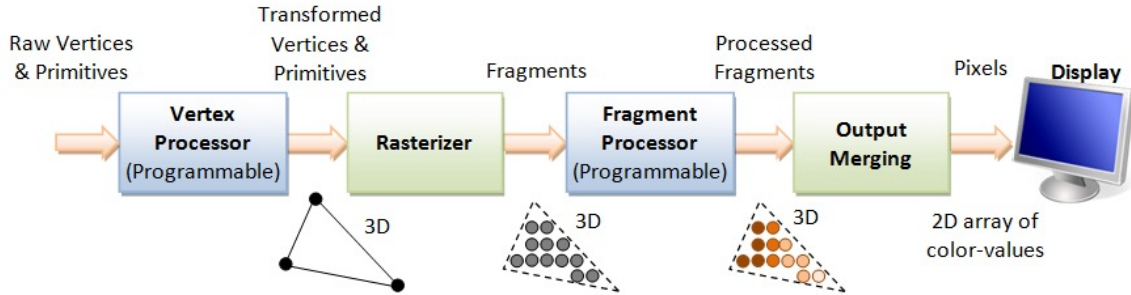 Raw Vertices
& Primitives
Transformed
Vertices &
Primitives
Fragments
Processed
Fragments
Pixels
Display
Vertex
Processor
(Programmable)
Rasterizer
Fragment
Processor
(Programmable)
Output
Merging
3D
3D
3D
2D array of
color-values